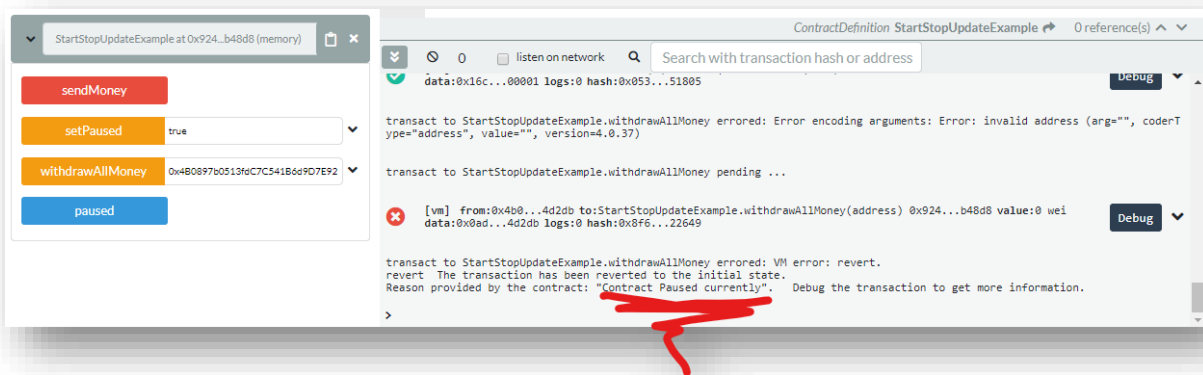 ContractDefinition StartStopUpdateExample 0 reference(s)
StartStopUpdateExample at 0x924...b48d8 (memory)
0 listen on network Search with transaction hash or address
data:0x16c...00001 logs:0 hash:0x053...51805 Debug
sendMoney
setPaused true
withdrawAllMoney 0x4B0897b0513fdC7C541B6d9D7E92
paused
transact to StartStopUpdateExample.withdrawAllMoney errored: Error encoding arguments: Error: invalid address (arg="", coderT
ype="address", value="", version=4.0.37)
transact to StartStopUpdateExample.withdrawAllMoney pending ...
[vm] from:0x4b0...4d2db to:StartStopUpdateExample.withdrawAllMoney(address) 0x924...b48d8 value:0 wei
data:0x0ad...4d2db logs:0 hash:0x8f6...22649 Debug
transact to StartStopUpdateExample.withdrawAllMoney errored: VM error: revert.
revert The transaction has been reverted to the initial state.
Reason provided by the contract: "Contract Paused currently". Debug the transaction to get more information.
>